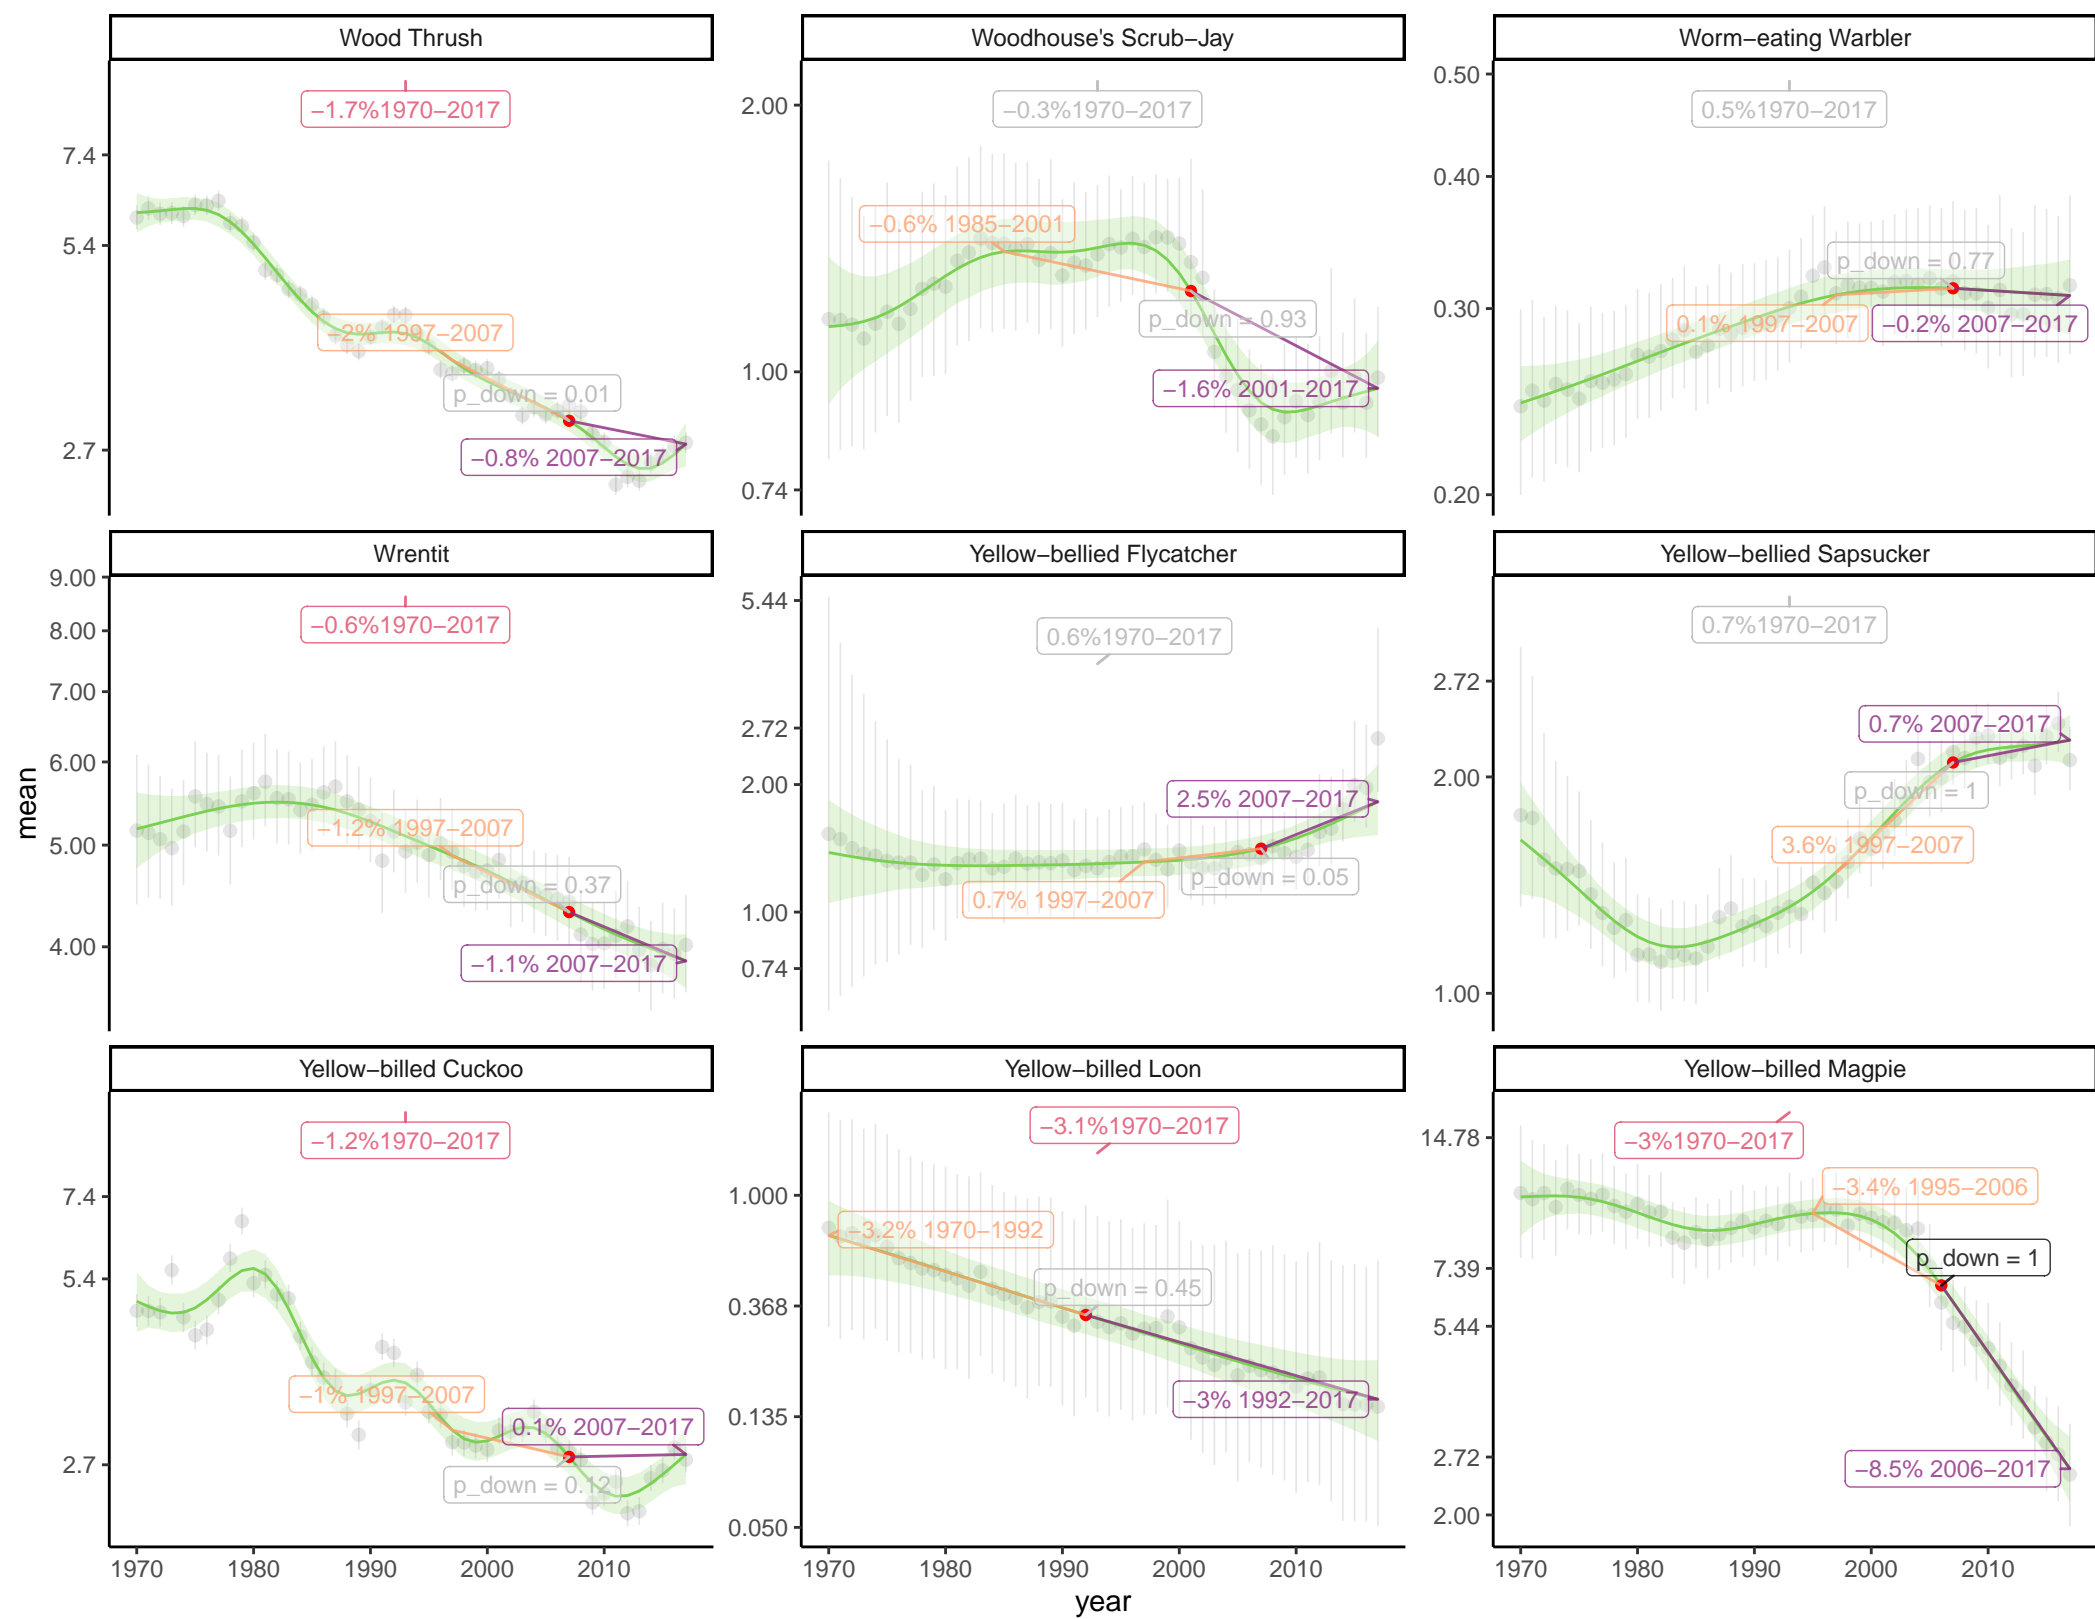 Wood Thrush
Woodhouse's Scrub−Jay
Worm−eating Warbler
−1.7%1970−2017
7.4
5.4
2.7
−2% 1997−2007
p_down = 0.01
−0.8% 2007−2017
−0.3%1970−2017
2.00
1.00
0.74
−0.6% 1985−2001
p_down = 0.93
−1.6% 2001−2017
0.5%1970−2017
0.50
0.40
0.30
0.20
p_down = 0.77
0.1% 1997−2007
−0.2% 2007−2017
Wrentit
Yellow−bellied Flycatcher
Yellow−bellied Sapsucker
mean
9.00
8.00
7.00
6.00
5.00
4.00
−0.6%1970−2017
−1.2% 1997−2007
p_down = 0.37
−1.1% 2007−2017
5.44
2.72
2.00
1.00
0.74
0.6%1970−2017
2.5% 2007−2017
0.7% 1997−2007
p_down = 0.05
2.72
2.00
1.00
0.7%1970−2017
0.7% 2007−2017
p_down = 1
3.6% 1997−2007
Yellow−billed Cuckoo
Yellow−billed Loon
Yellow−billed Magpie
7.4
5.4
2.7
−1.2%1970−2017
−1% 1997−2007
0.1% 2007−2017
p_down = 0.12
1.000
0.368
0.135
0.050
−3.1%1970−2017
−3.2% 1970−1992
p_down = 0.45
−3% 1992−2017
14.78
7.39
5.44
2.72
2.00
−3%1970−2017
−3.4% 1995−2006
p_down = 1
−8.5% 2006−2017
1970 1980 1990 2000 2010
1970 1980 1990 2000 2010
1970 1980 1990 2000 2010
year